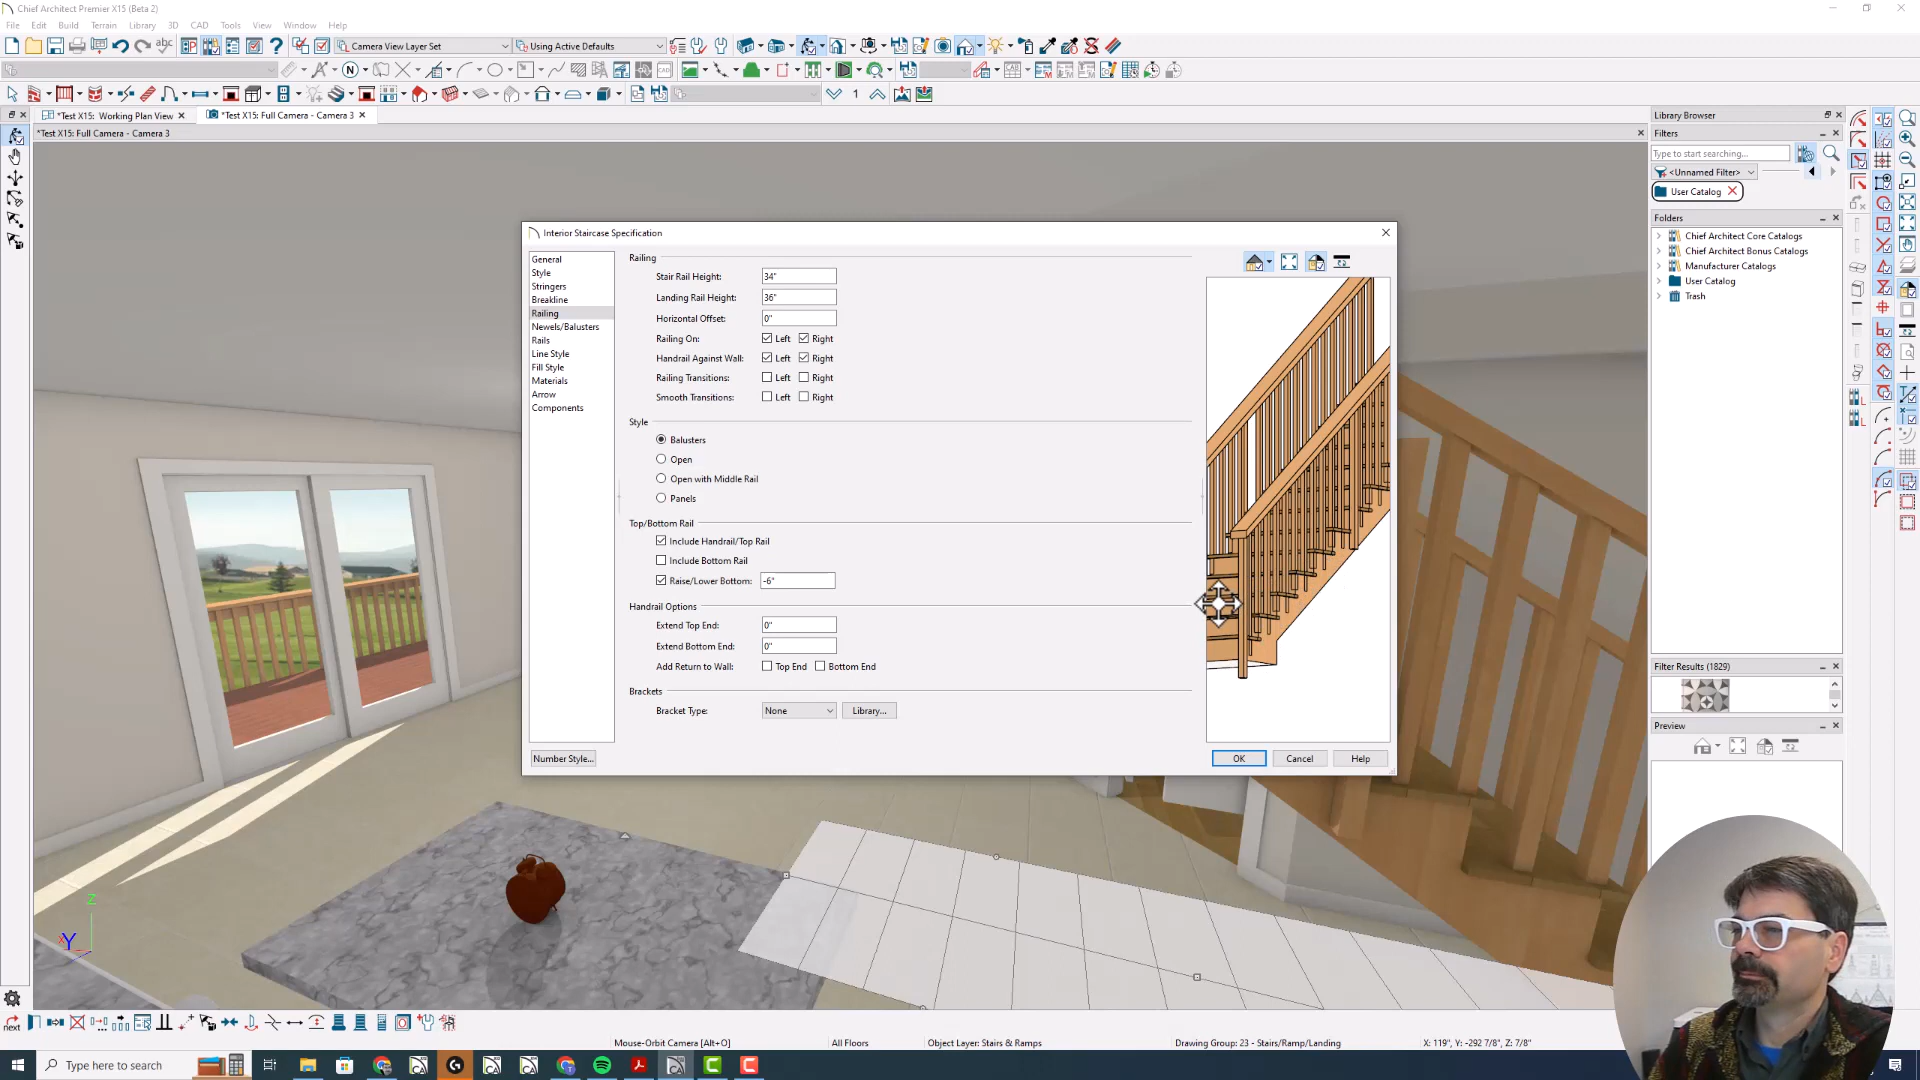 Chief Architect Premier X15 (Beta 2)
File Edit Build Terrain Library 3D CAD Tools View Window Help
Camera View Layer Set
Using Active Defaults
1
*Test X15: Working Plan View
*Test X15: Full Camera - Camera 3
*Test X15: Full Camera - Camera 3
Interior Staircase Specification
General
Style
Stringers
Breakline
Railing
Newels/Balusters
Rails
Line Style
Fill Style
Materials
Arrow
Components
Number Style...
Railing
Stair Rail Height: 34"
Landing Rail Height: 36"
Horizontal Offset: 0"
Railing On: Left Right
Handrail Against Wall: Left Right
Railing Transitions: Left Right
Smooth Transitions: Left Right
Style
Balusters
Open
Open with Middle Rail
Panels
Top/Bottom Rail
Include Handrail/Top Rail
Include Bottom Rail
Raise/Lower Bottom: -6"
Handrail Options
Extend Top End: 0"
Extend Bottom End: 0"
Add Return to Wall: Top End Bottom End
Brackets
Bracket Type: None Library...
OK Cancel Help
Library Browser
Filters
Type to start searching...
<Unnamed Filter>
User Catalog
Folders
Chief Architect Core Catalogs
Chief Architect Bonus Catalogs
Manufacturer Catalogs
User Catalog
Trash
Filter Results (1829)
Preview
Z
Y
next
Mouse-Orbit Camera [Alt+O]
All Floors
Object Layer: Stairs & Ramps
Drawing Group: 23 - Stairs/Ramp/Landing
X: 119", Y: -292 7/8", Z: 7/8"
Type here to search